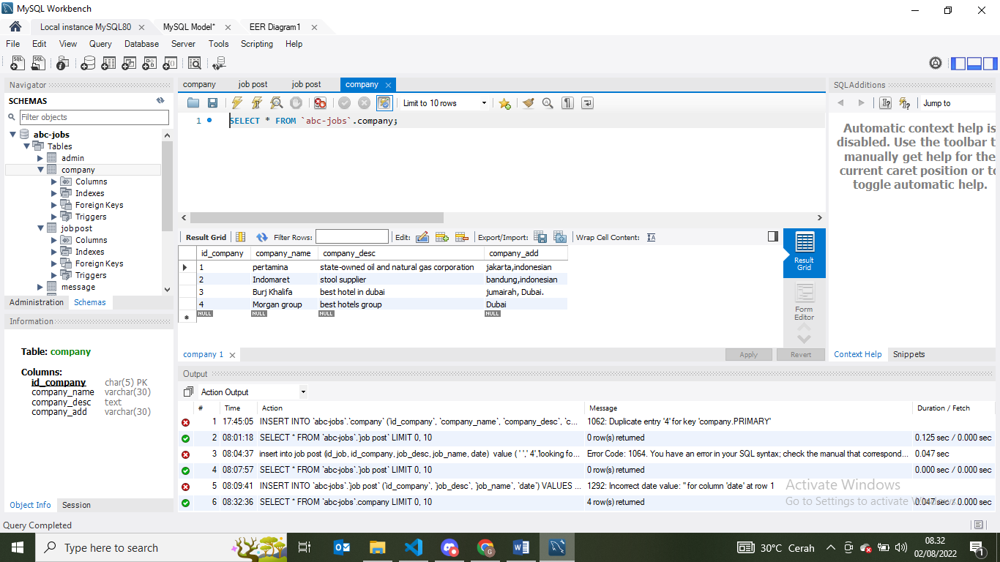 MySQL Workbench
Local instance MySQL80 MySQL Model* EER Diagram1
File Edit View Query Database Server Tools Scripting Help
Navigator
SCHEMAS
Filter objects
abc-jobs
Tables
admin
company
Columns
Indexes
Foreign Keys
Triggers
job post
Columns
Indexes
Foreign Keys
Triggers
message
Administration Schemas
Information
Table: company
Columns:
id_company char(5) PK
company_name varchar(30)
company_desc text
company_add varchar(30)
Object Info Session
company job post job post company
Limit to 10 rows
1 SELECT * FROM `abc-jobs`.company;
Result Grid Filter Rows: Edit: Export/Import: Wrap Cell Content:
id_company company_name company_desc company_add
1 pertamina state-owned oil and natural gas corporation jakarta,indonesian
2 Indomaret stool supplier bandung,indonesian
3 Burj Khalifa best hotel in dubai jumairah, Dubai.
4 Morgan group best hotels group Dubai
NULL NULL NULL NULL
Result
Grid
Form
Editor
company 1 Apply Revert
SQLAdditions
Jump to
Automatic context help is
disabled. Use the toolbar t
manually get help for the
current caret position or to
toggle automatic help.
Context Help Snippets
Output
Action Output
# Time Action Message Duration / Fetch
1 17:45:05 INSERT INTO `abc-jobs`.`company` (`id_company`, `company_name`, `company_desc`, `c... 1062: Duplicate entry '4' for key 'company.PRIMARY'
2 08:01:18 SELECT * FROM `abc-jobs`.`job post` LIMIT 0, 10 0 row(s) returned 0.125 sec / 0.000 sec
3 08:04:37 insert into job post (id_job, id_company, job_desc, job_name, date) value ( ' ',' 4','looking fo... Error Code: 1064. You have an error in your SQL syntax; check the manual that correspond... 0.047 sec
4 08:07:57 SELECT * FROM `abc-jobs`.`job post` LIMIT 0, 10 0 row(s) returned 0.000 sec / 0.000 sec
5 08:09:41 INSERT INTO `abc-jobs`.`job post` (`id_company`, `job_desc`, `job_name`, `date`) VALUES ... 1292: Incorrect date value: '' for column 'date' at row 1
6 08:32:36 SELECT * FROM `abc-jobs`.company LIMIT 0, 10 4 row(s) returned 0.047 sec / 0.000 sec
Activate Windows
Go to Settings to activate Windows.
Query Completed
Type here to search
30°C Cerah
08.32
02/08/2022
1